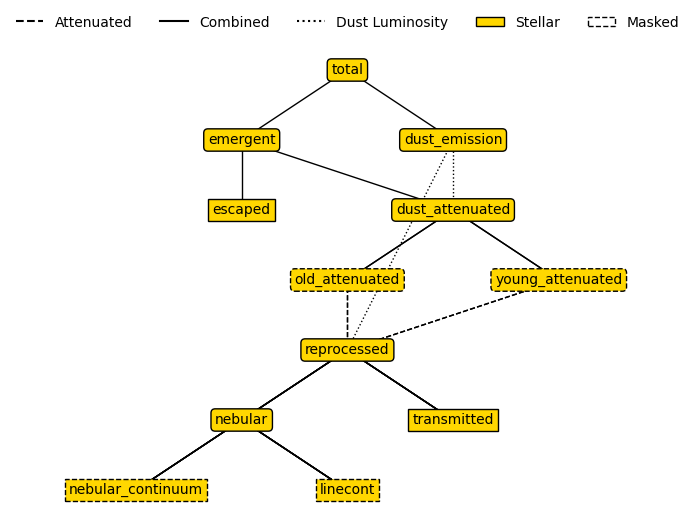 Attenuated Combined Dust Luminosity Stellar Masked
total
emergent dust_emission
escaped dust_attenuated
old_attenuated young_attenuated
reprocessed
nebular transmitted
nebular_continuum linecont